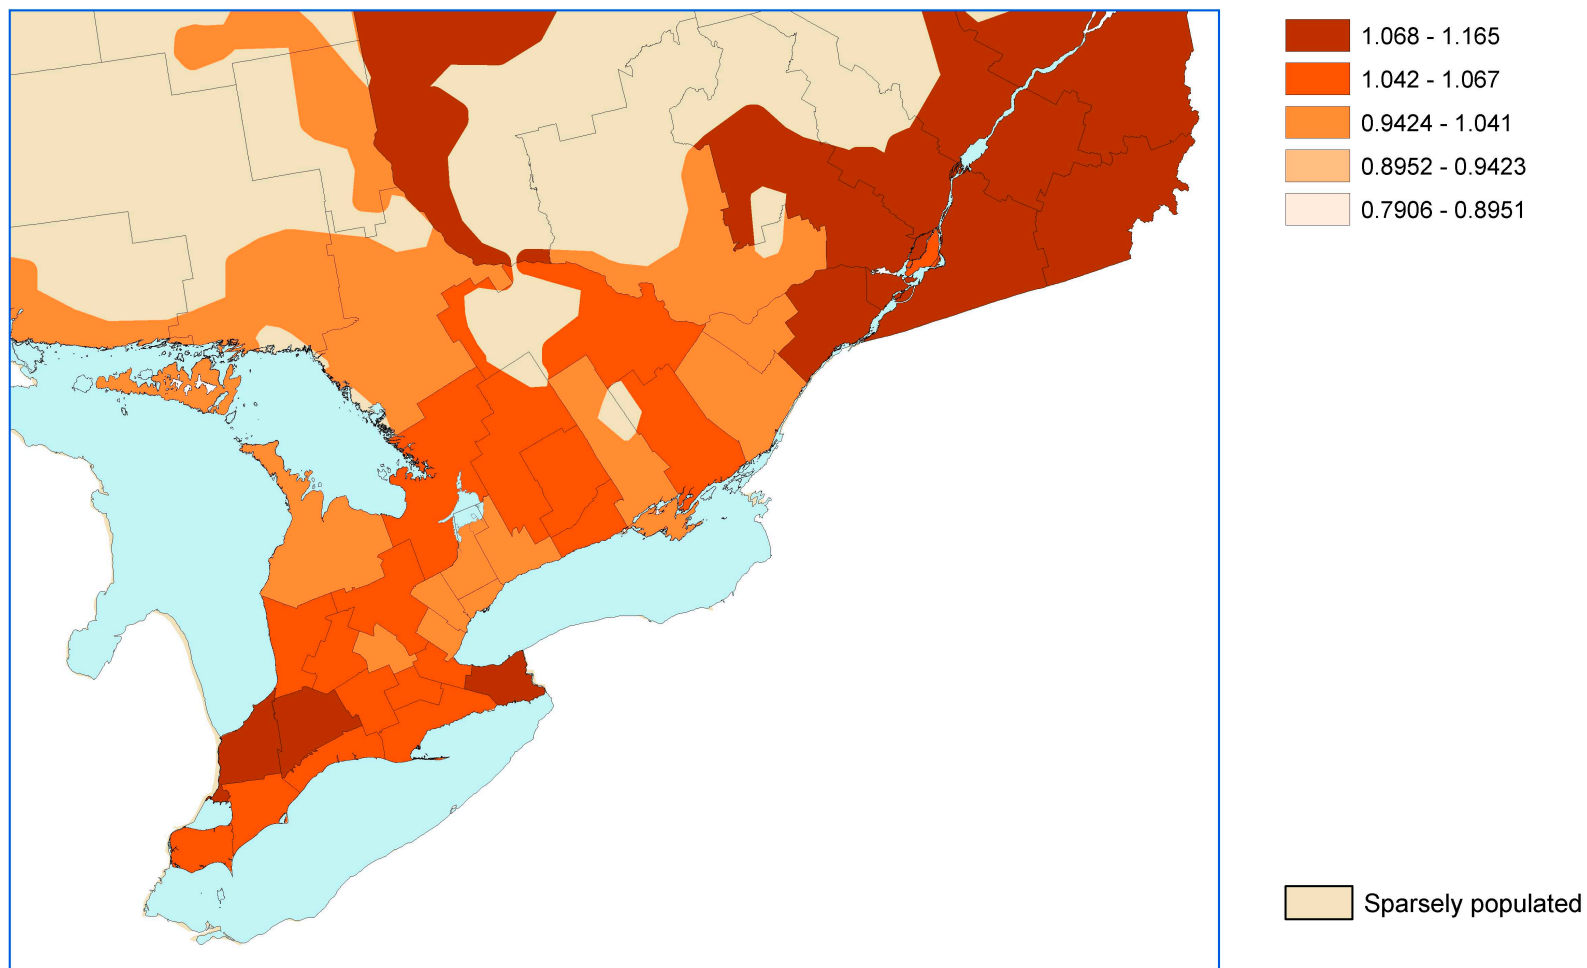 1.068 - 1.165
1.042 - 1.067
0.9424 - 1.041
0.8952 - 0.9423
0.7906 - 0.8951
Sparsely populated